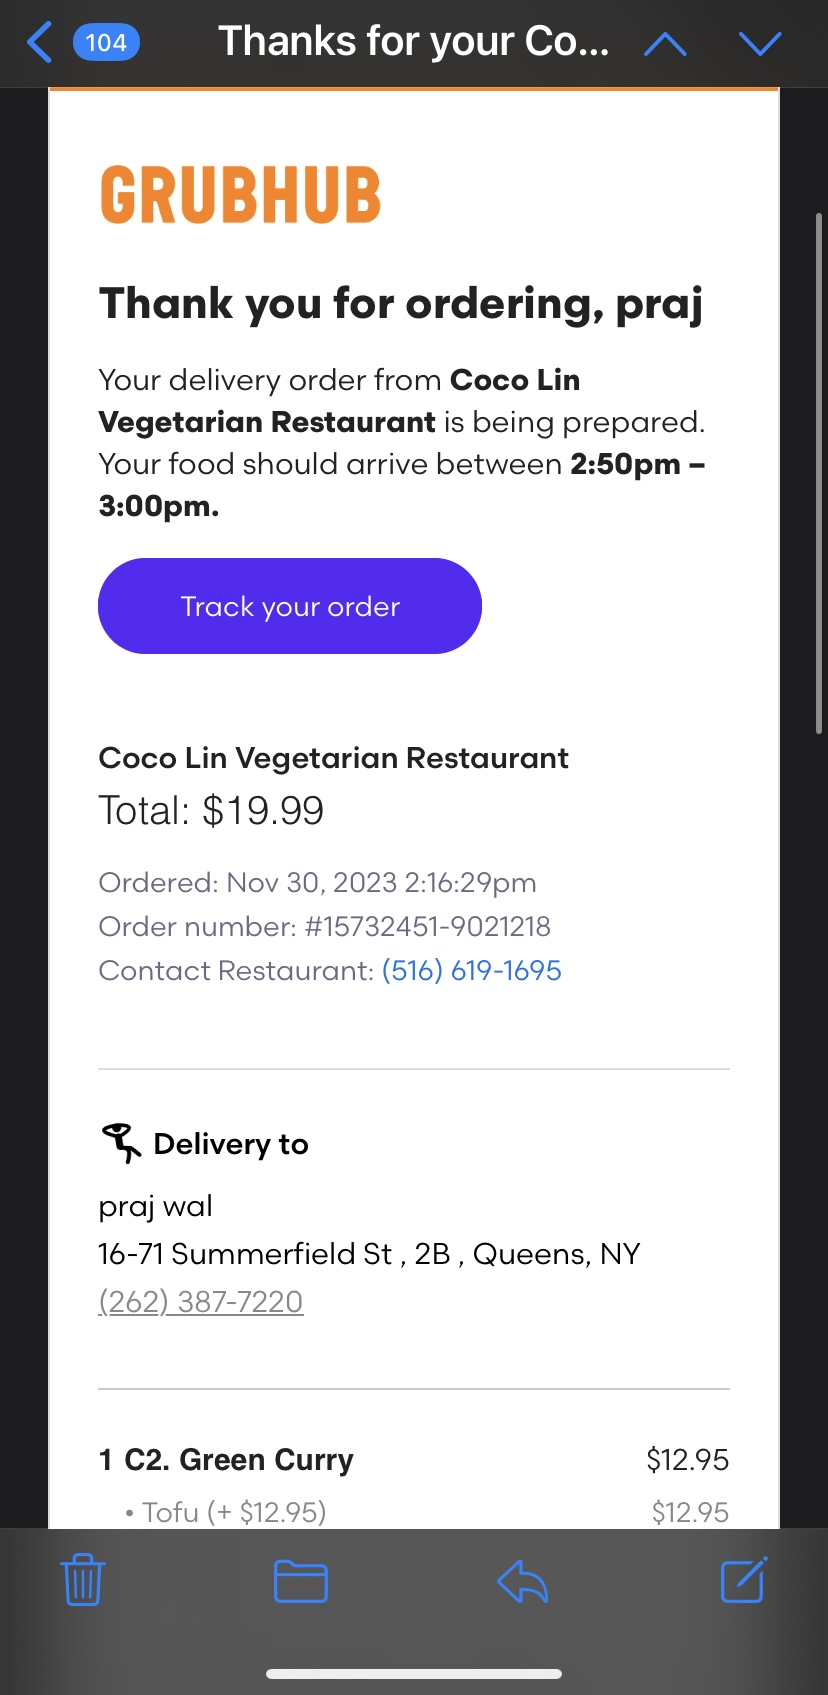 104
Thanks for your Co...
GRUBHUB
Thank you for ordering, praj
Your delivery order from Coco Lin
Vegetarian Restaurant is being prepared.
Your food should arrive between 2:50pm –
3:00pm.
Track your order
Coco Lin Vegetarian Restaurant
Total: $19.99
Ordered: Nov 30, 2023 2:16:29pm
Order number: #15732451-9021218
Contact Restaurant: (516) 619-1695
Delivery to
praj wal
16-71 Summerfield St , 2B , Queens, NY
(262) 387-7220
1 C2. Green Curry $12.95
• Tofu (+ $12.95) $12.95